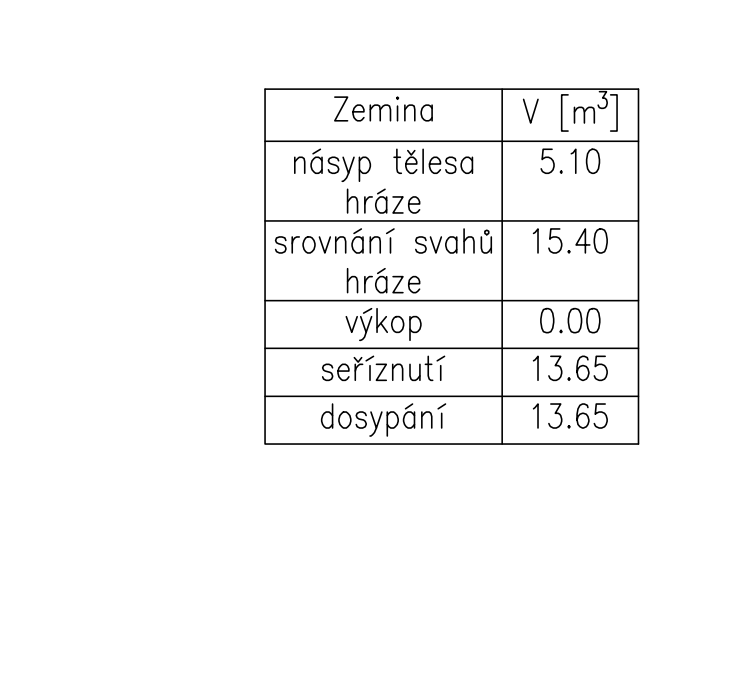 Zemina V [m³]
násyp tělesa 5.10
hráze
srovnání svahů 15.40
hráze
výkop 0.00
seříznutí 13.65
dosypání 13.65